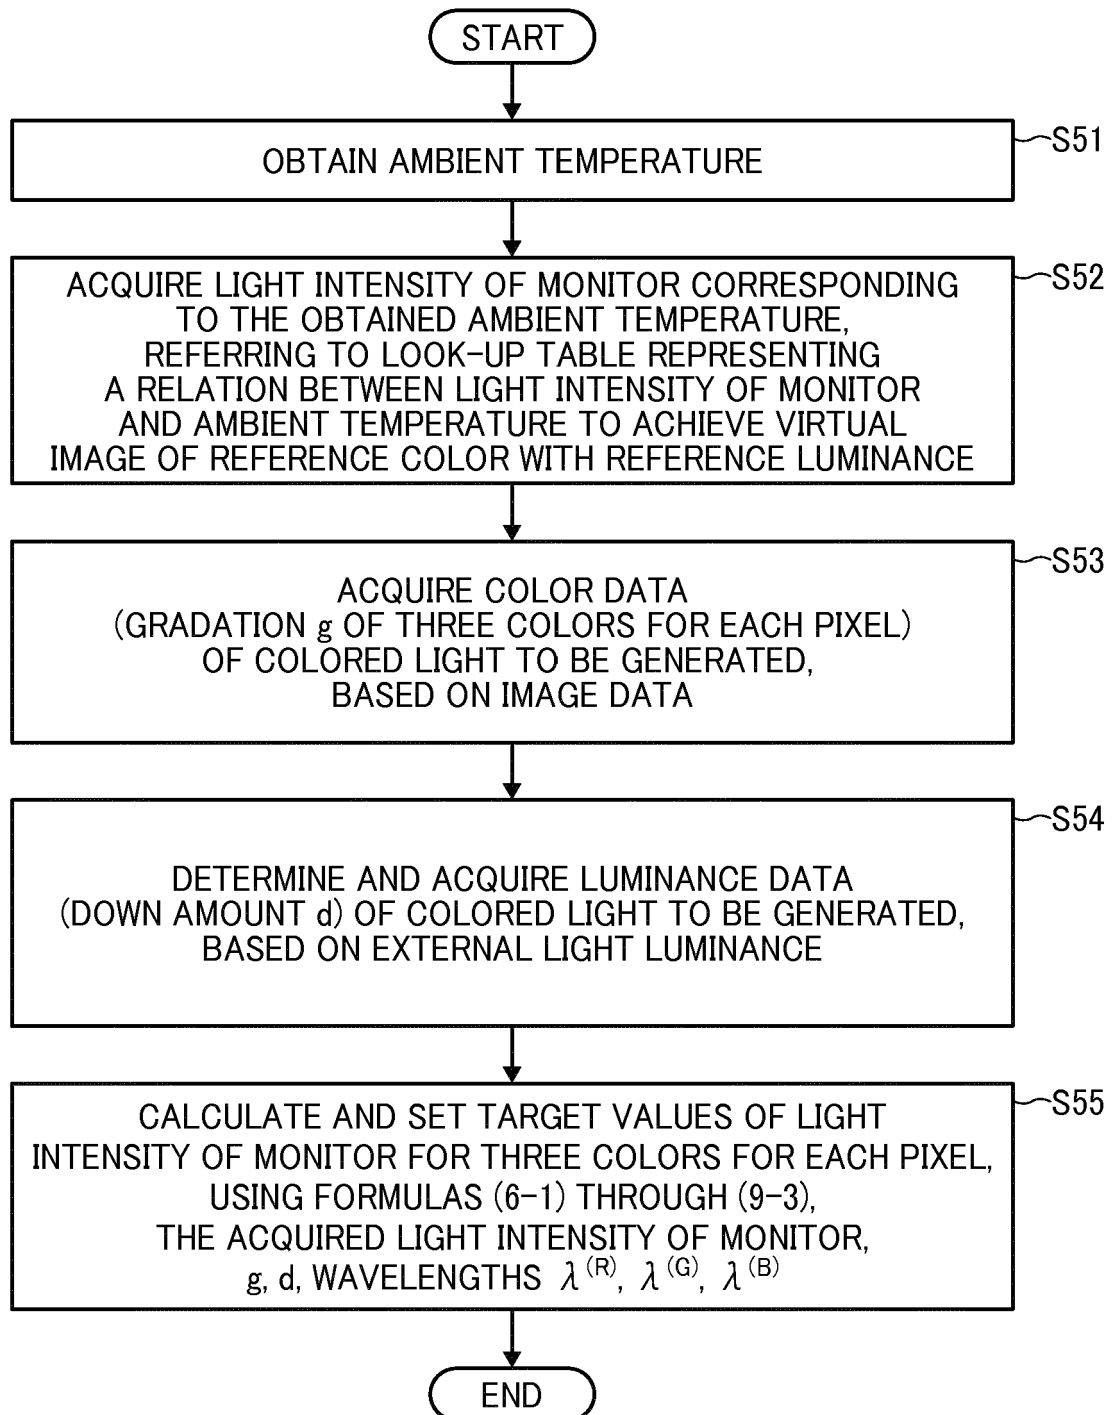 START
OBTAIN AMBIENT TEMPERATURE
S51
ACQUIRE LIGHT INTENSITY OF MONITOR CORRESPONDING
TO THE OBTAINED AMBIENT TEMPERATURE,
REFERRING TO LOOK-UP TABLE REPRESENTING
A RELATION BETWEEN LIGHT INTENSITY OF MONITOR
AND AMBIENT TEMPERATURE TO ACHIEVE VIRTUAL
IMAGE OF REFERENCE COLOR WITH REFERENCE LUMINANCE
S52
ACQUIRE COLOR DATA
(GRADATION g OF THREE COLORS FOR EACH PIXEL)
OF COLORED LIGHT TO BE GENERATED,
BASED ON IMAGE DATA
S53
DETERMINE AND ACQUIRE LUMINANCE DATA
(DOWN AMOUNT d) OF COLORED LIGHT TO BE GENERATED,
BASED ON EXTERNAL LIGHT LUMINANCE
S54
CALCULATE AND SET TARGET VALUES OF LIGHT
INTENSITY OF MONITOR FOR THREE COLORS FOR EACH PIXEL,
USING FORMULAS (6-1) THROUGH (9-3),
THE ACQUIRED LIGHT INTENSITY OF MONITOR,
g, d, WAVELENGTHS λ⁽ᴿ⁾, λ⁽ᴳ⁾, λ⁽ᴮ⁾
S55
END